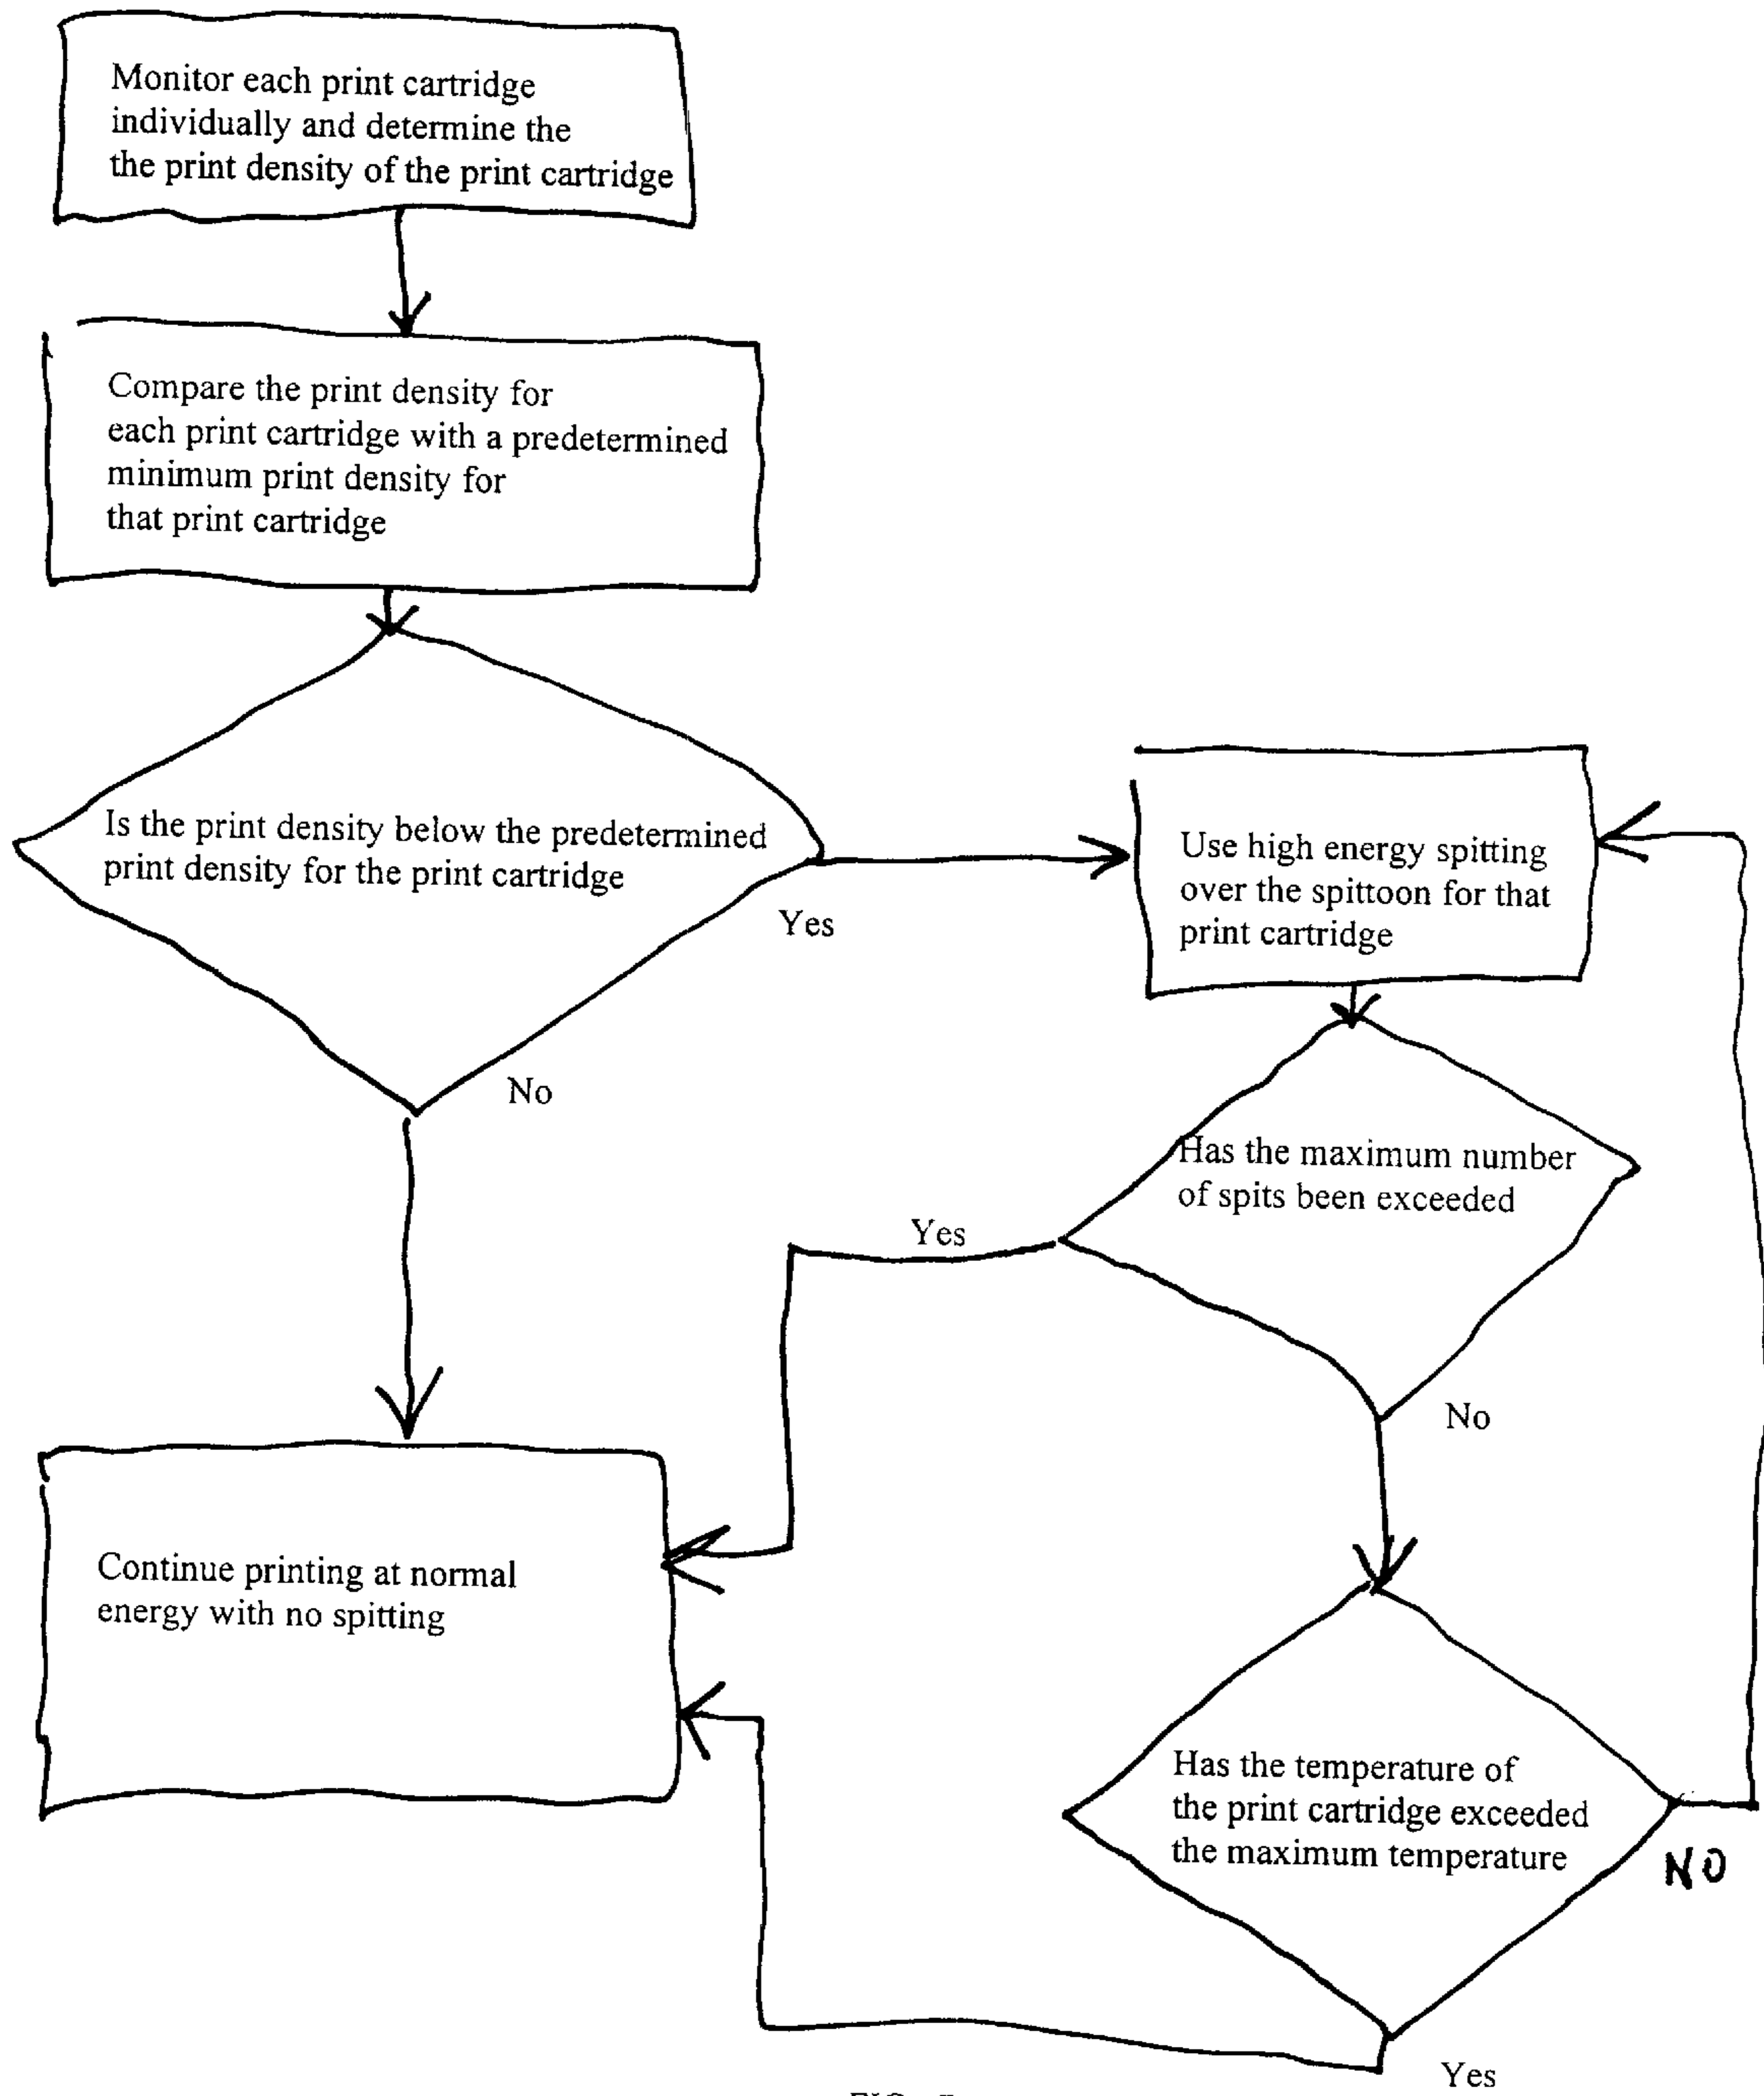 Monitor each print cartridge
individually and determine the
the print density of the print cartridge
Compare the print density for
each print cartridge with a predetermined
minimum print density for
that print cartridge
Is the print density below the predetermined
print density for the print cartridge
Yes
No
Use high energy spitting
over the spittoon for that
print cartridge
Has the maximum number
of spits been exceeded
Yes
No
Continue printing at normal
energy with no spitting
Has the temperature of
the print cartridge exceeded
the maximum temperature
NO
Yes